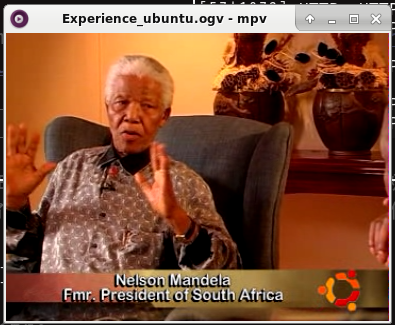 Experience_ubuntu.ogv - mpv
Nelson Mandela
Fmr. President of South Africa